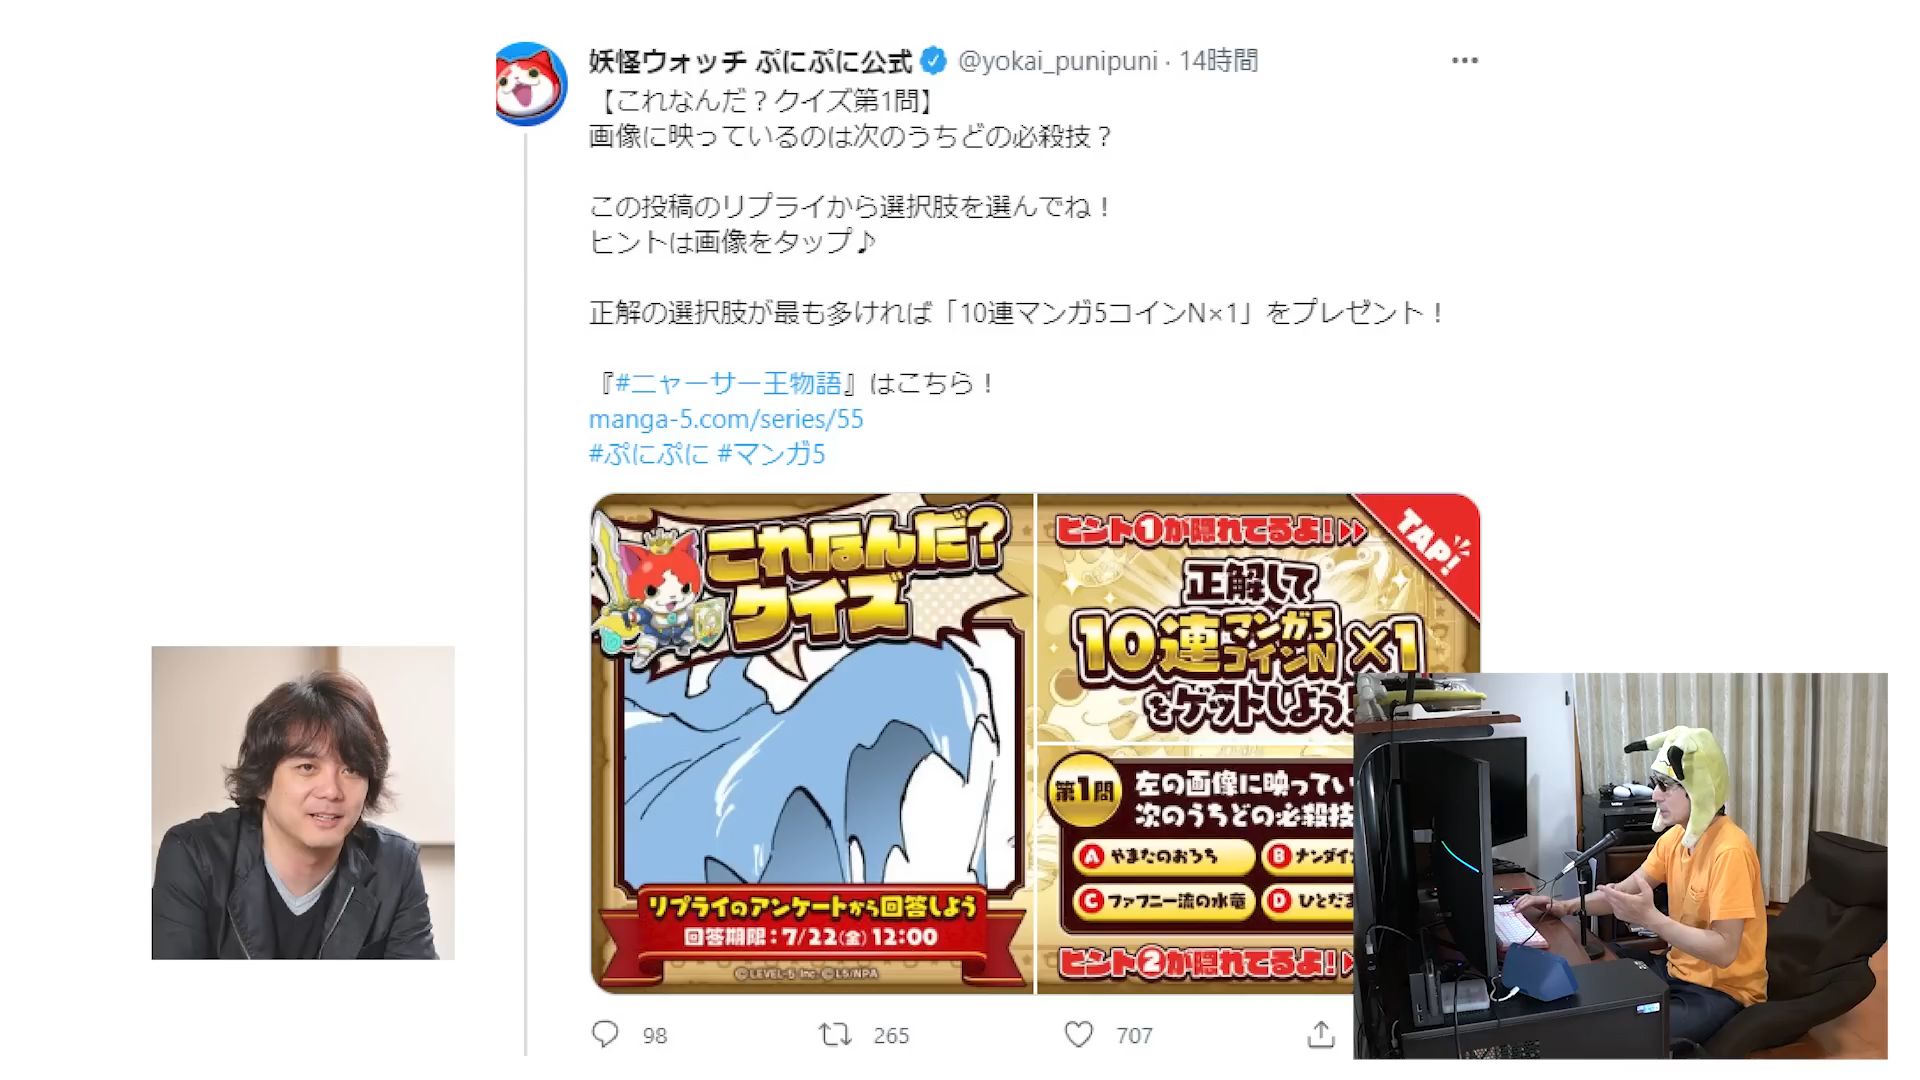 妖怪ウォッチ ぷにぷに公式 @yokai_punipuni · 14時間
【これなんだ？クイズ第1問】
画像に映っているのは次のうちどの必殺技？
この投稿のリプライから選択肢を選んでね！
ヒントは画像をタップ♪
正解の選択肢が最も多ければ「10連マンガ5コインN×1」をプレゼント！
『#ニャーサー王物語』はこちら！
manga-5.com/series/55
#ぷにぷに #マンガ5
これなんだ？
クイズ
リプライのアンケートから回答しよう
回答期限：7/22(金) 12:00
©LEVEL-5 Inc. ©L5/NPA
ヒント①が隠れてるよ!
TAP!
正解して
10連マンガ5コインN×1
をゲットしよう!
第1問
左の画像に映ってい
次のうちどの必殺技
A やまたのおろち
B ナンダイ
C ファフニー流の水竜
D ひとだま
ヒント②が隠れてるよ!
98
265
707